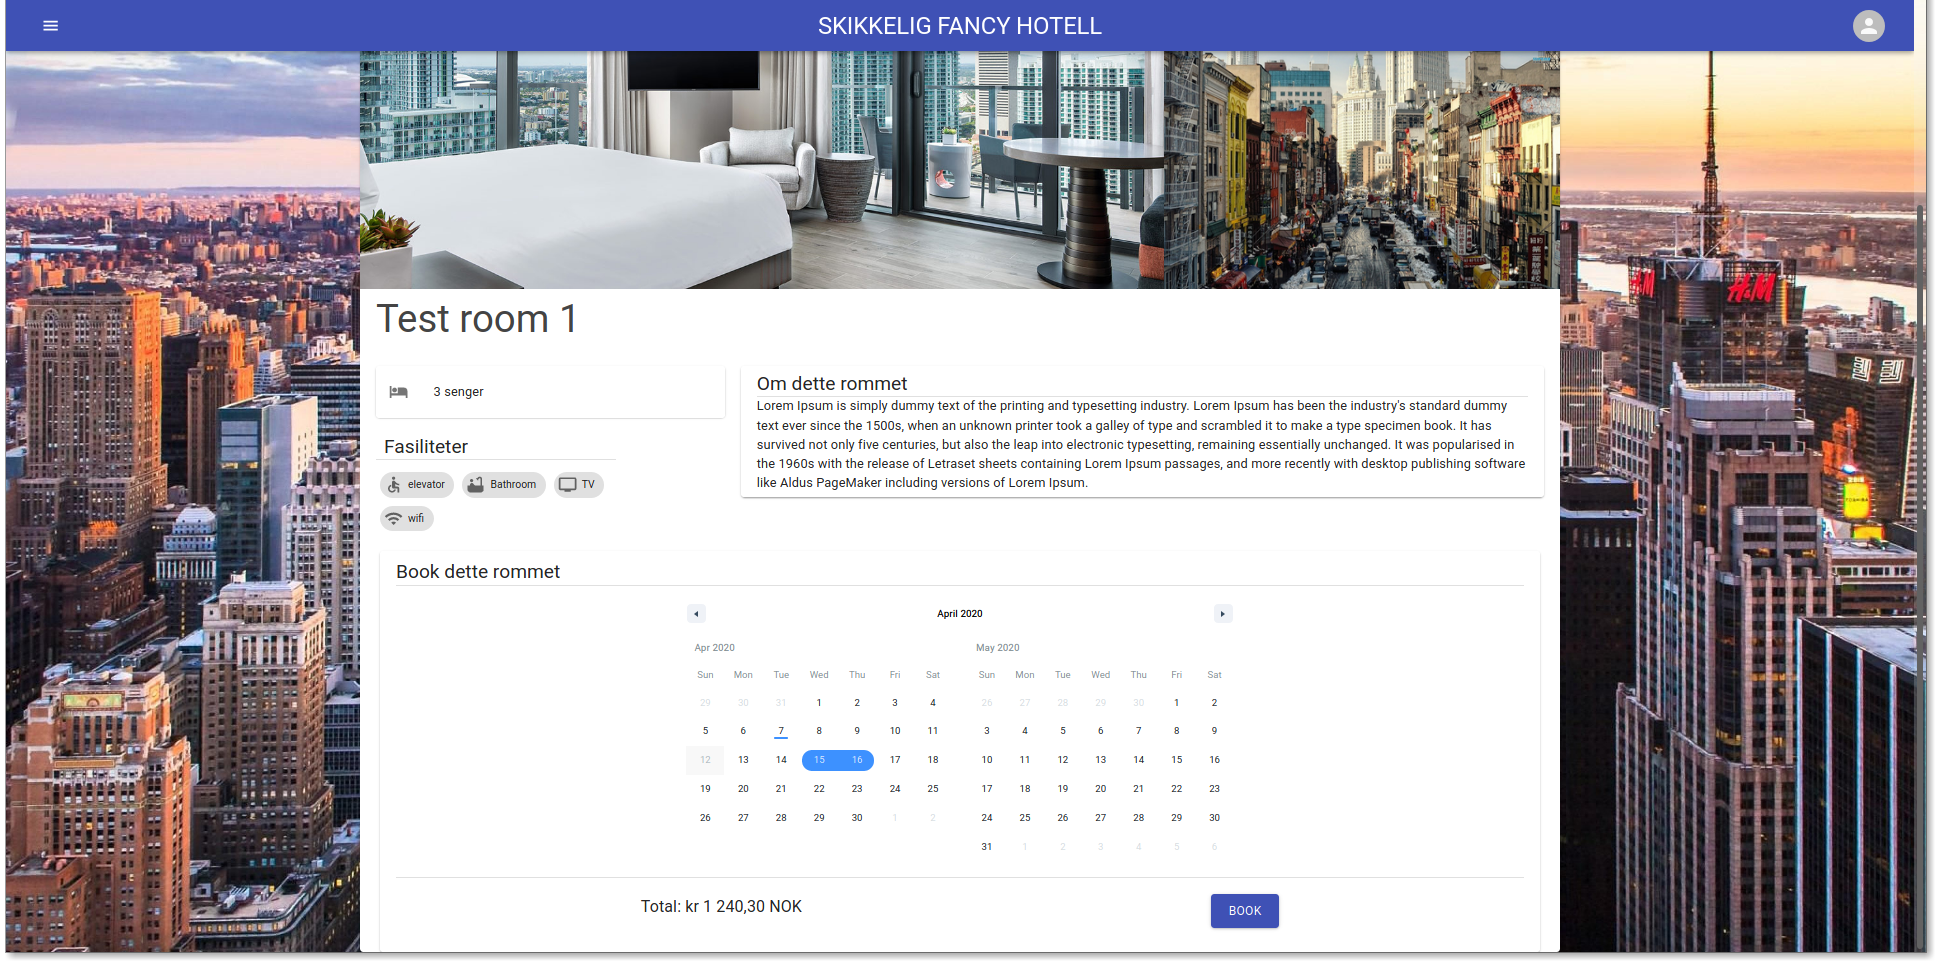 SKIKKELIG FANCY HOTELL
H&M
H&M
TOSHIBA
Test room 1
3 senger
Fasiliteter
elevator Bathroom TV
wifi
Om dette rommet
Lorem Ipsum is simply dummy text of the printing and typesetting industry. Lorem Ipsum has been the industry's standard dummy
text ever since the 1500s, when an unknown printer took a galley of type and scrambled it to make a type specimen book. It has
survived not only five centuries, but also the leap into electronic typesetting, remaining essentially unchanged. It was popularised in
the 1960s with the release of Letraset sheets containing Lorem Ipsum passages, and more recently with desktop publishing software
like Aldus PageMaker including versions of Lorem Ipsum.
Book dette rommet
April 2020
Apr 2020
Sun Mon Tue Wed Thu Fri Sat
29 30 31 1 2 3 4
5 6 7 8 9 10 11
12 13 14 15 16 17 18
19 20 21 22 23 24 25
26 27 28 29 30 1 2
May 2020
Sun Mon Tue Wed Thu Fri Sat
26 27 28 29 30 1 2
3 4 5 6 7 8 9
10 11 12 13 14 15 16
17 18 19 20 21 22 23
24 25 26 27 28 29 30
31 1 2 3 4 5 6
Total: kr 1 240,30 NOK
BOOK